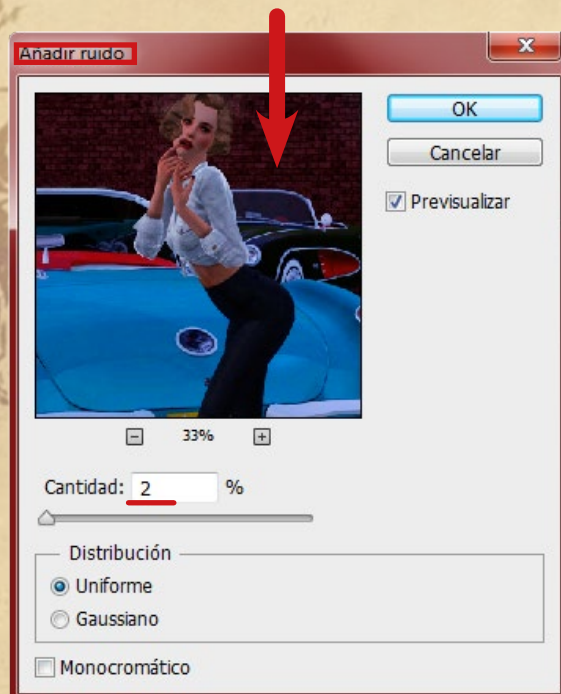 Añadir ruido
OK
Cancelar
Previsualizar
33%
Cantidad: 2 %
Distribución
Uniforme
Gaussiano
Monocromático